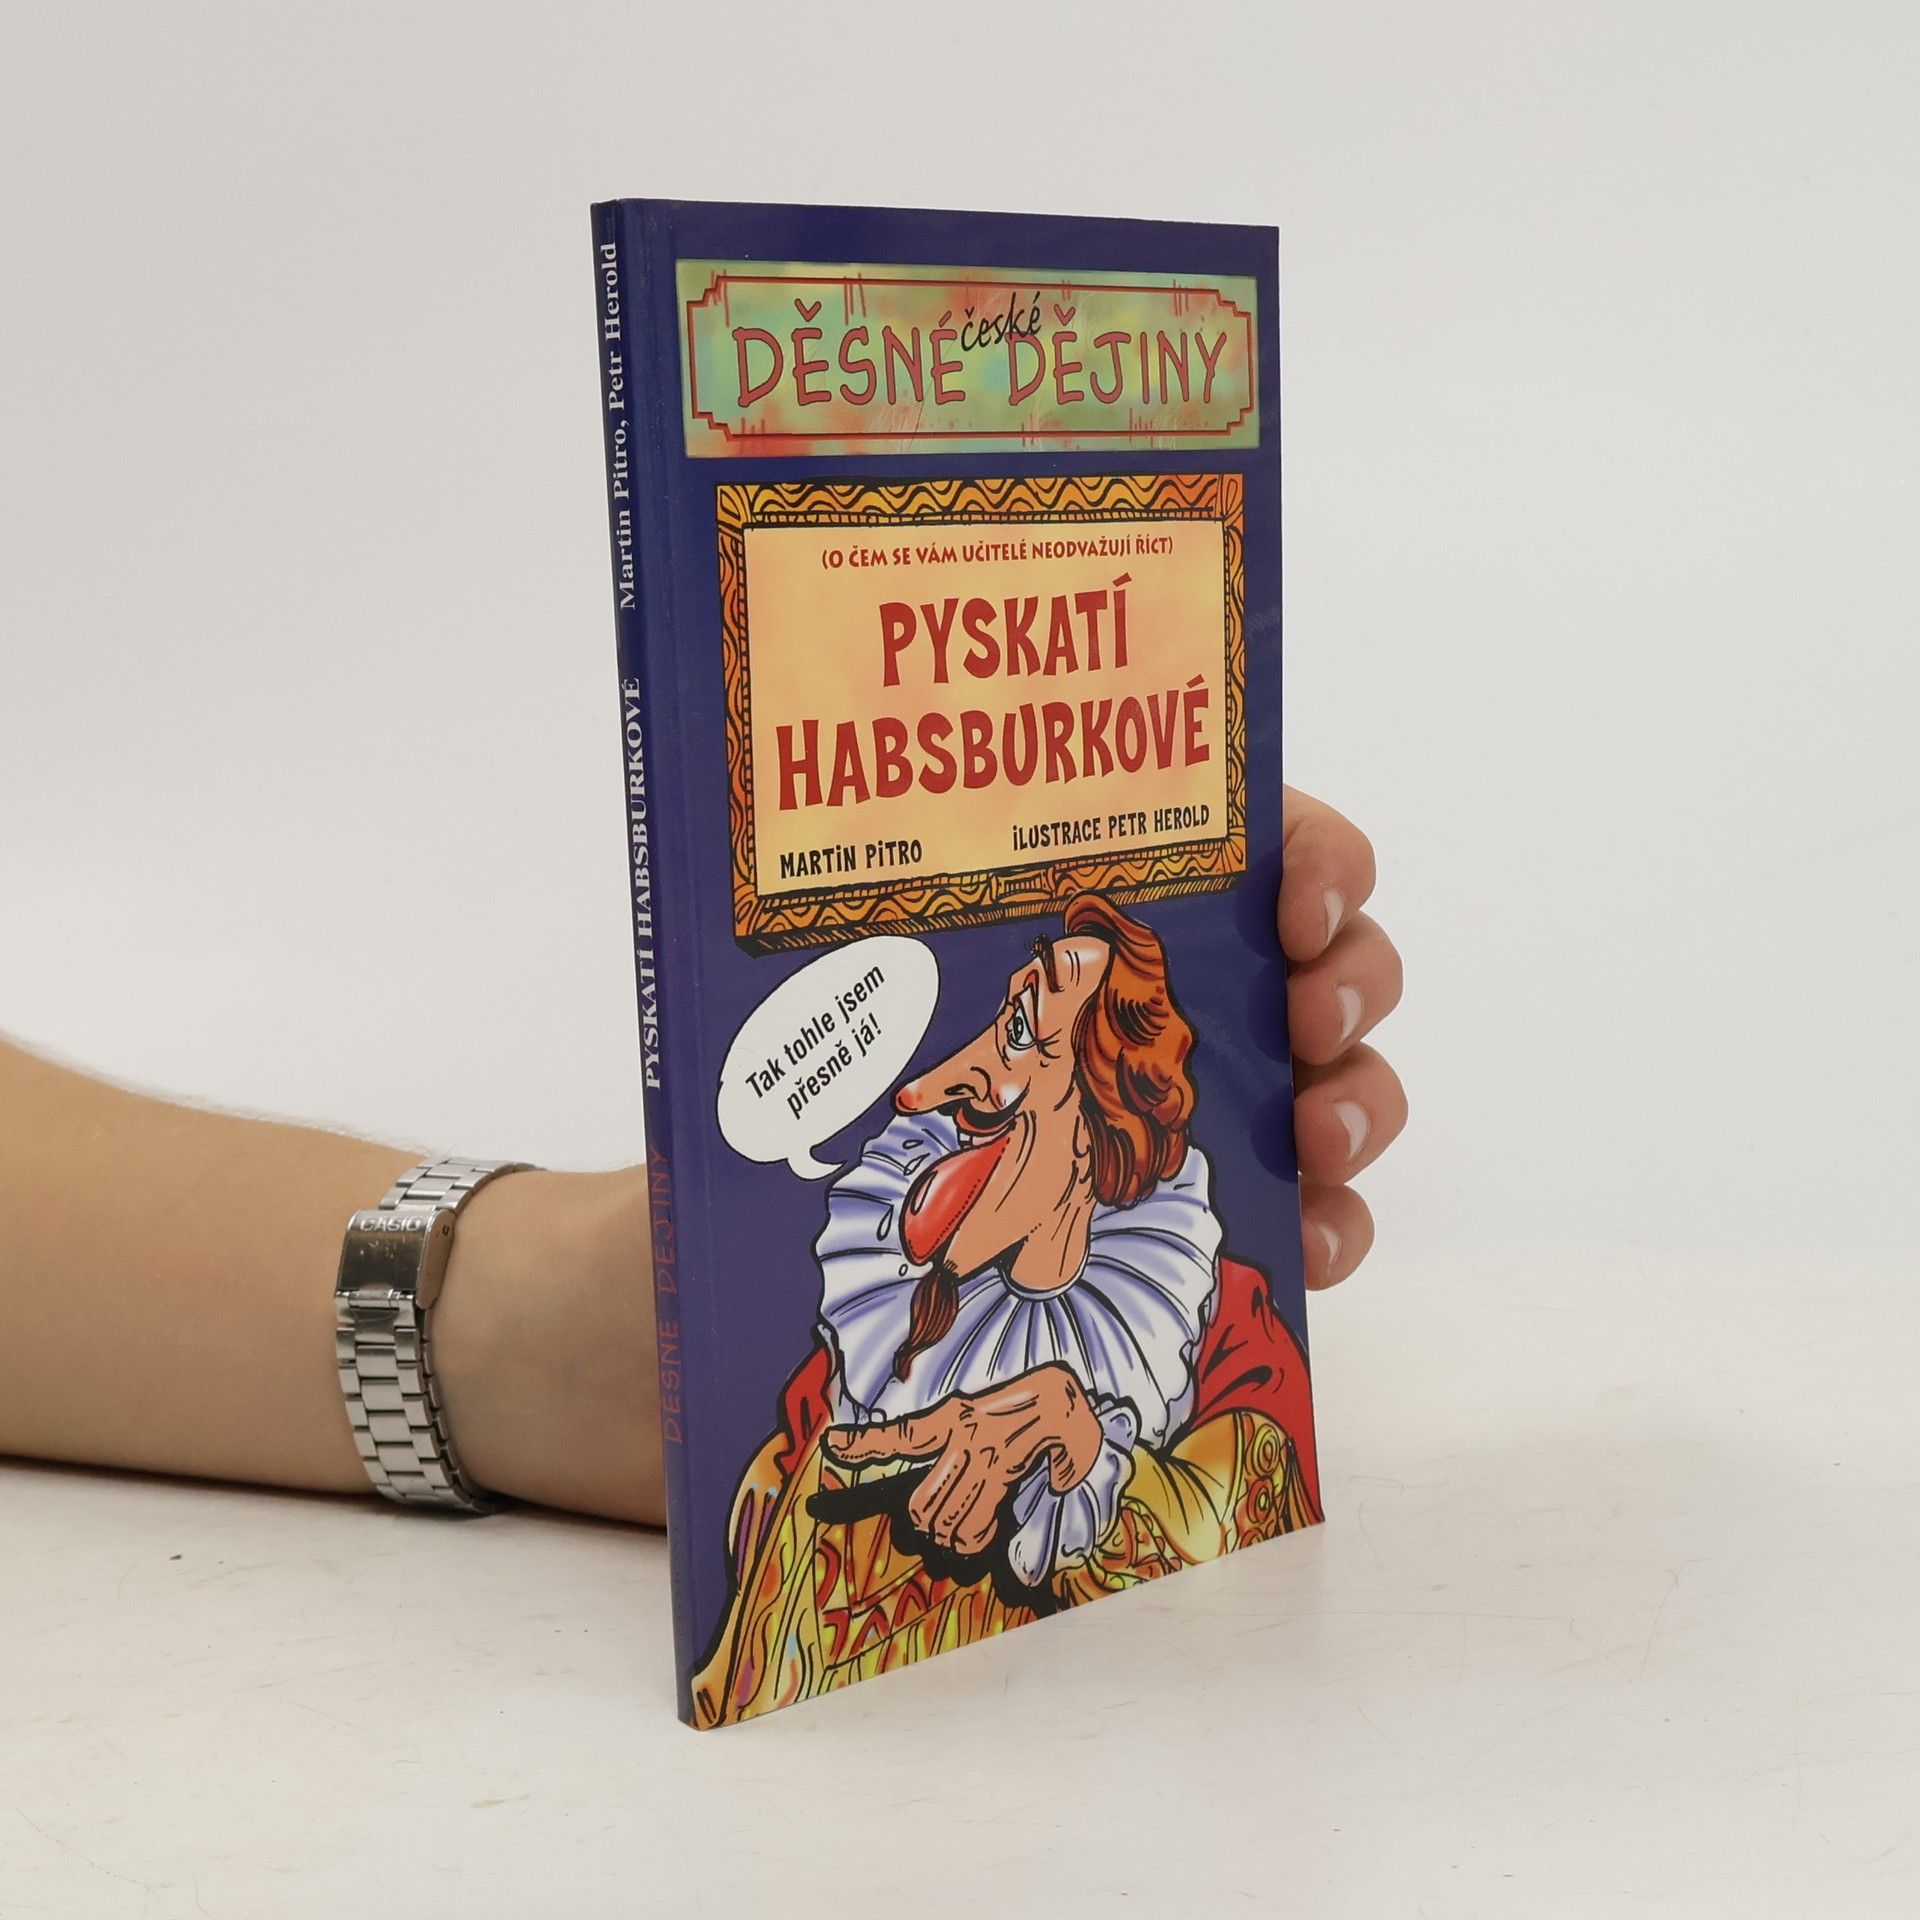 Martin Pitro, Petr Herold
PYSKATÍ HABSBURKOVÉ
DĚSNÉ DĚJINY
DĚSNÉ české DĚJINY
(O ČEM SE VÁM UČITELÉ NEODVAŽUJÍ ŘÍCT)
PYSKATÍ
HABSBURKOVÉ
MARTIN PITRO
ILUSTRACE PETR HEROLD
Tak tohle jsem
přesně já!
CASIO